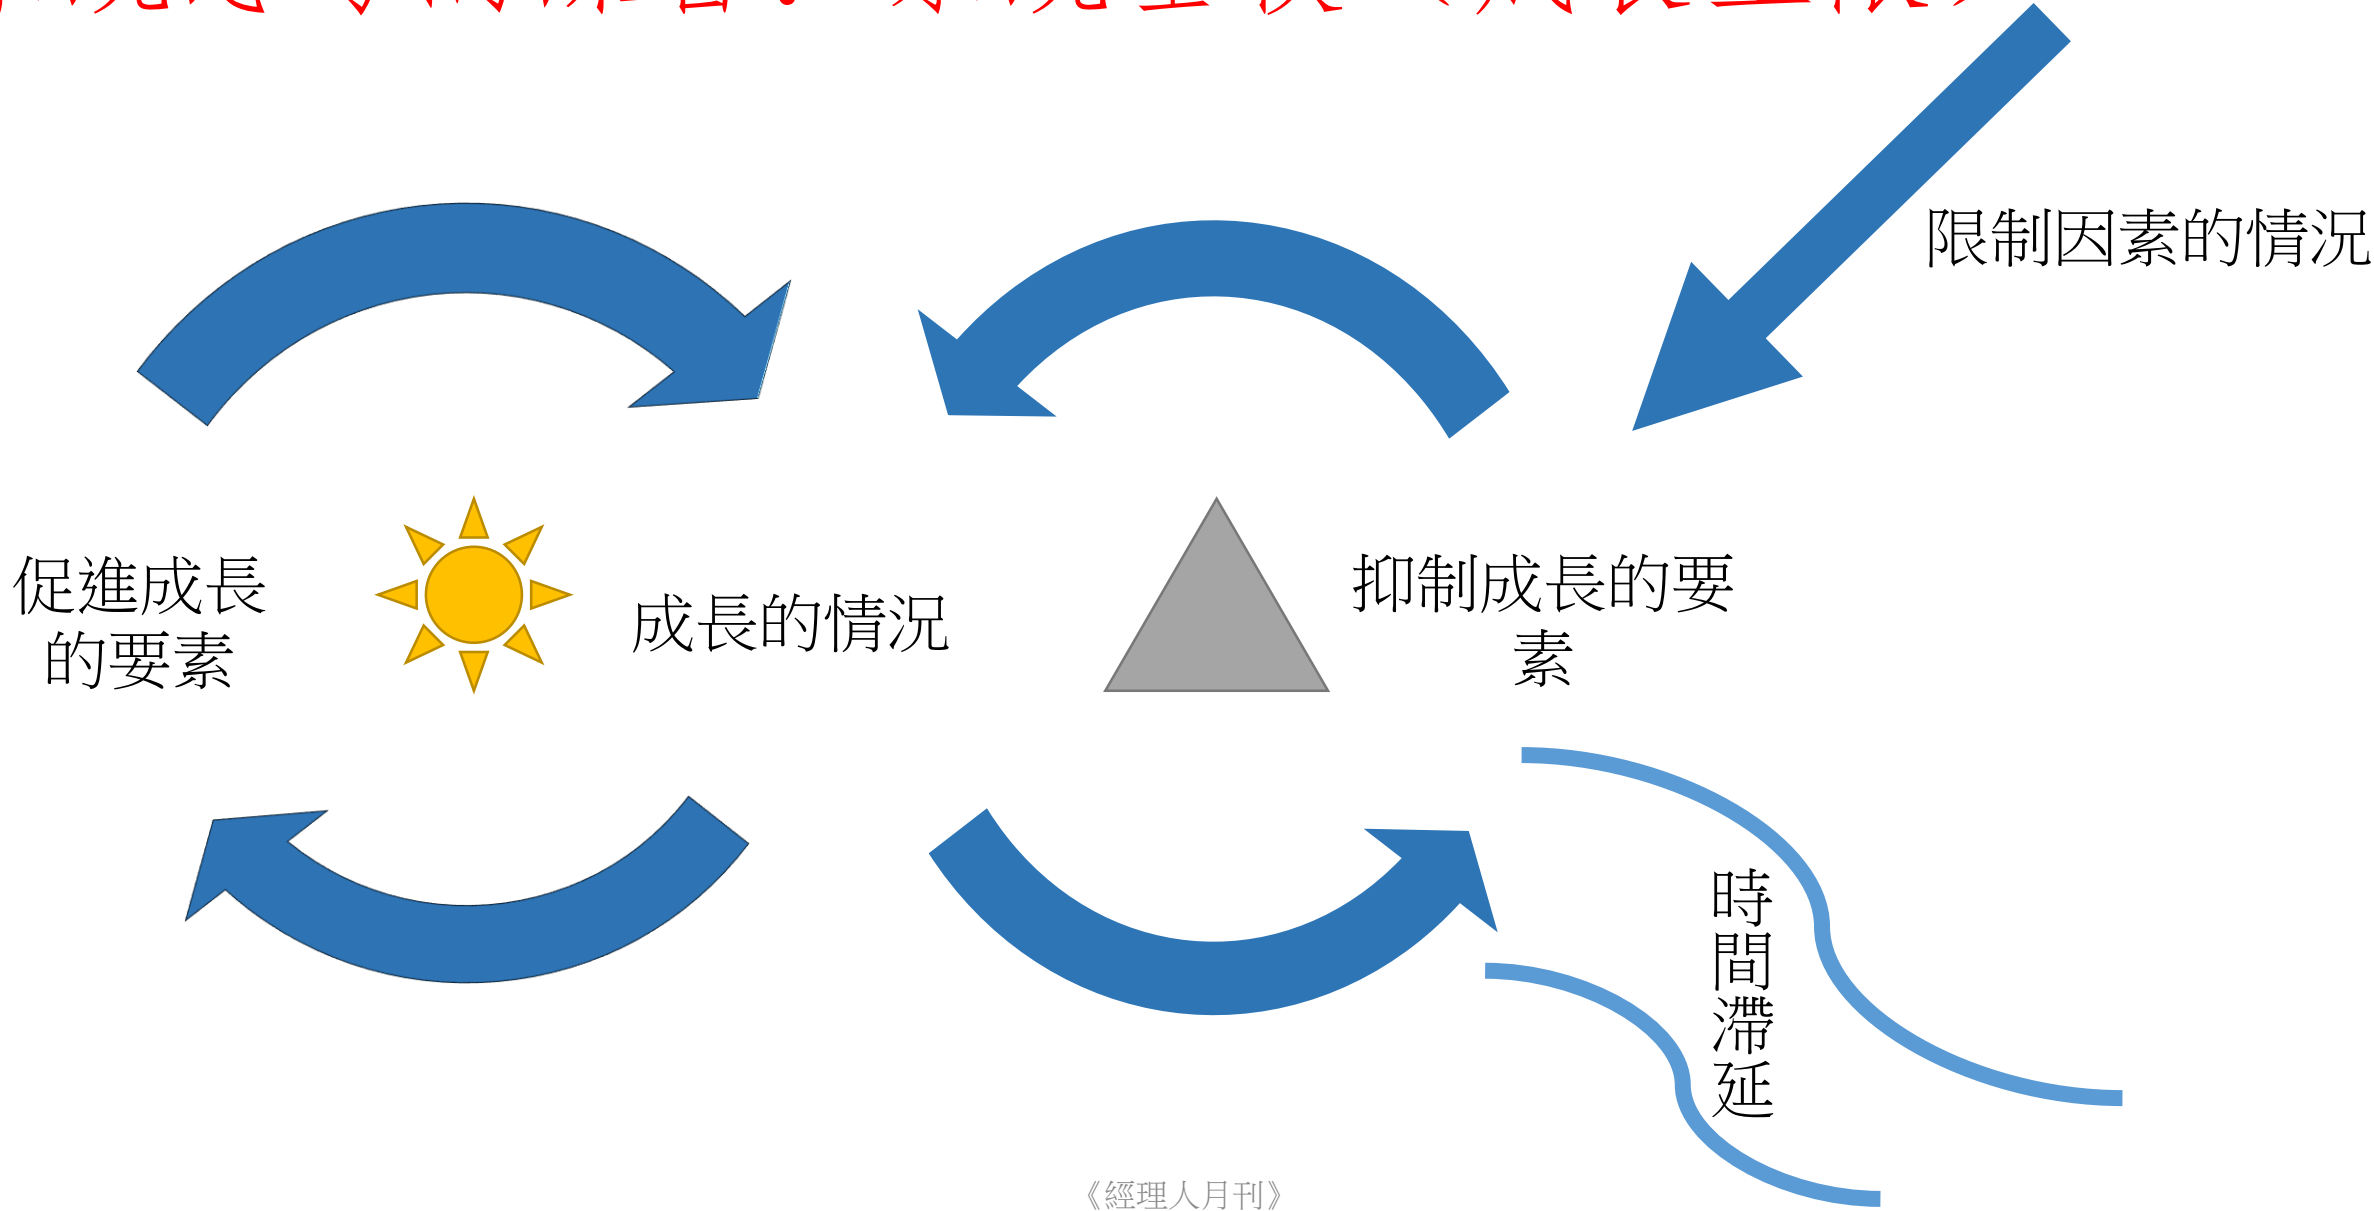 限制因素的情況
促進成長
的要素
成長的情況
抑制成長的要
素
時
間
滯
延
《經理人月刊》